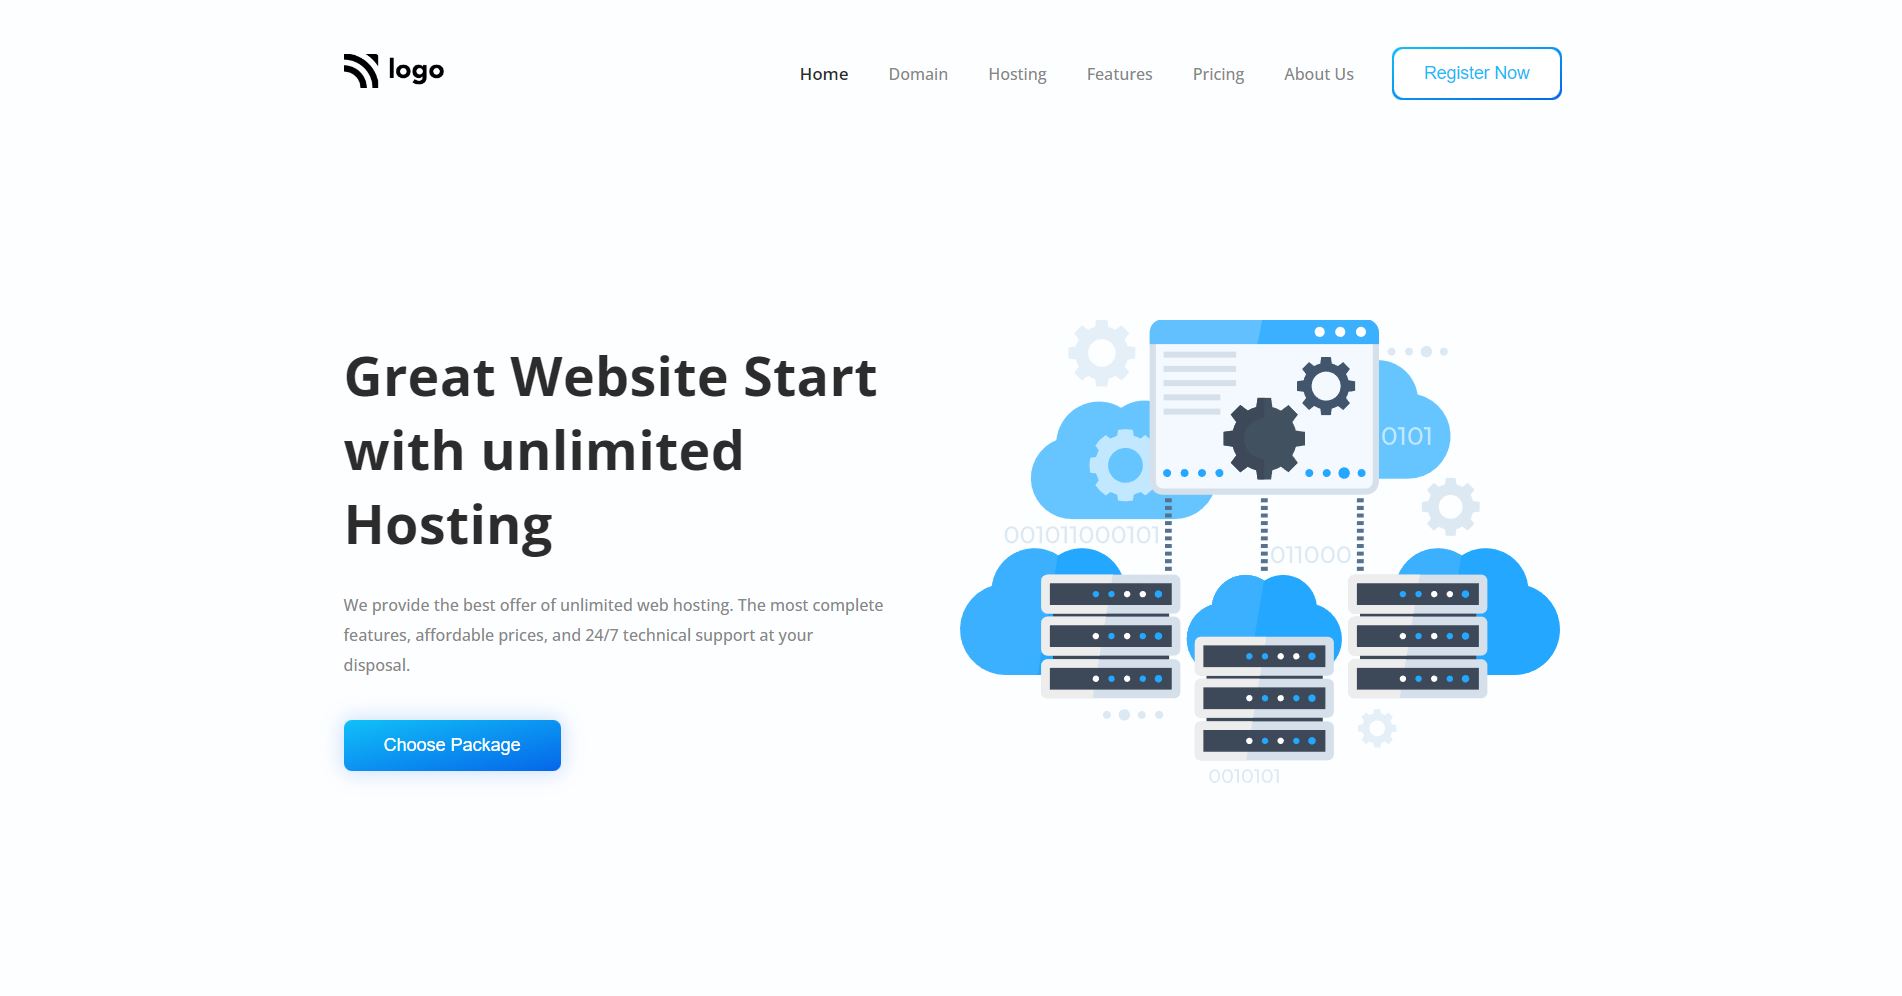 logo
Home Domain Hosting Features Pricing About Us Register Now
Great Website Start
with unlimited
Hosting
We provide the best offer of unlimited web hosting. The most complete
features, affordable prices, and 24/7 technical support at your
disposal.
Choose Package
0101
001011000101
011000
0010101